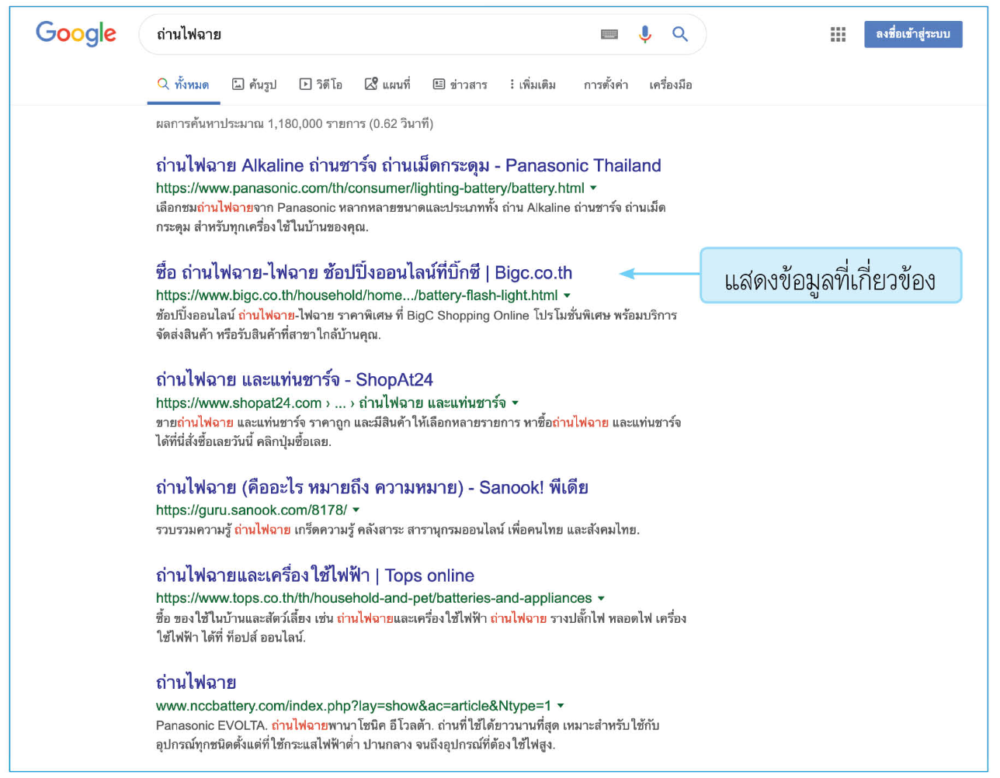 Google
ถ่านไฟฉาย
ลงชื่อเข้าสู่ระบบ
ทั้งหมด ค้นรูป วิดีโอ แผนที่ ข่าวสาร เพิ่มเติม การตั้งค่า เครื่องมือ
ผลการค้นหาประมาณ 1,180,000 รายการ (0.62 วินาที)
ถ่านไฟฉาย Alkaline ถ่านชาร์จ ถ่านเม็ดกระดุม - Panasonic Thailand
https://www.panasonic.com/th/consumer/lighting-battery/battery.html
เลือกชมถ่านไฟฉายจาก Panasonic หลากหลายขนาดและประเภททั้ง ถ่าน Alkaline ถ่านชาร์จ ถ่านเม็ด
กระดุม สำหรับทุกเครื่องใช้ในบ้านของคุณ.
ซื้อ ถ่านไฟฉาย-ไฟฉาย ช้อปปิ้งออนไลน์ที่บิ๊กซี | Bigc.co.th
https://www.bigc.co.th/household/home.../battery-flash-light.html
ช้อปปิ้งออนไลน์ ถ่านไฟฉาย-ไฟฉาย ราคาพิเศษ ที่ BigC Shopping Online โปรโมชั่นพิเศษ พร้อมบริการ
จัดส่งสินค้า หรือรับสินค้าที่สาขาใกล้บ้านคุณ.
แสดงข้อมูลที่เกี่ยวข้อง
ถ่านไฟฉาย และแท่นชาร์จ - ShopAt24
https://www.shopat24.com › ... › ถ่านไฟฉาย และแท่นชาร์จ
ขายถ่านไฟฉาย และแท่นชาร์จ ราคาถูก และมีสินค้าให้เลือกหลายรายการ หาซื้อถ่านไฟฉาย และแท่นชาร์จ
ได้ที่นี่สั่งซื้อเลยวันนี้ คลิกปุ่มซื้อเลย.
ถ่านไฟฉาย (คืออะไร หมายถึง ความหมาย) - Sanook! พีเดีย
https://guru.sanook.com/8178/
รวบรวมความรู้ ถ่านไฟฉาย เกร็ดความรู้ คลังสาระ สารานุกรมออนไลน์ เพื่อคนไทย และสังคมไทย.
ถ่านไฟฉายและเครื่องใช้ไฟฟ้า | Tops online
https://www.tops.co.th/th/household-and-pet/batteries-and-appliances
ซื้อ ของใช้ในบ้านและสัตว์เลี้ยง เช่น ถ่านไฟฉายและเครื่องใช้ไฟฟ้า ถ่านไฟฉาย รางปลั๊กไฟ หลอดไฟ เครื่อง
ใช้ไฟฟ้า ได้ที่ ท็อปส์ ออนไลน์.
ถ่านไฟฉาย
www.nccbattery.com/index.php?lay=show&ac=article&Ntype=1
Panasonic EVOLTA. ถ่านไฟฉายพานาโซนิค อีโวลต้า. ถ่านที่ใช้ได้ยาวนานที่สุด เหมาะสำหรับใช้กับ
อุปกรณ์ทุกชนิดตั้งแต่ที่ใช้กระแสไฟฟ้าต่ำ ปานกลาง จนถึงอุปกรณ์ที่ต้องใช้ไฟสูง.